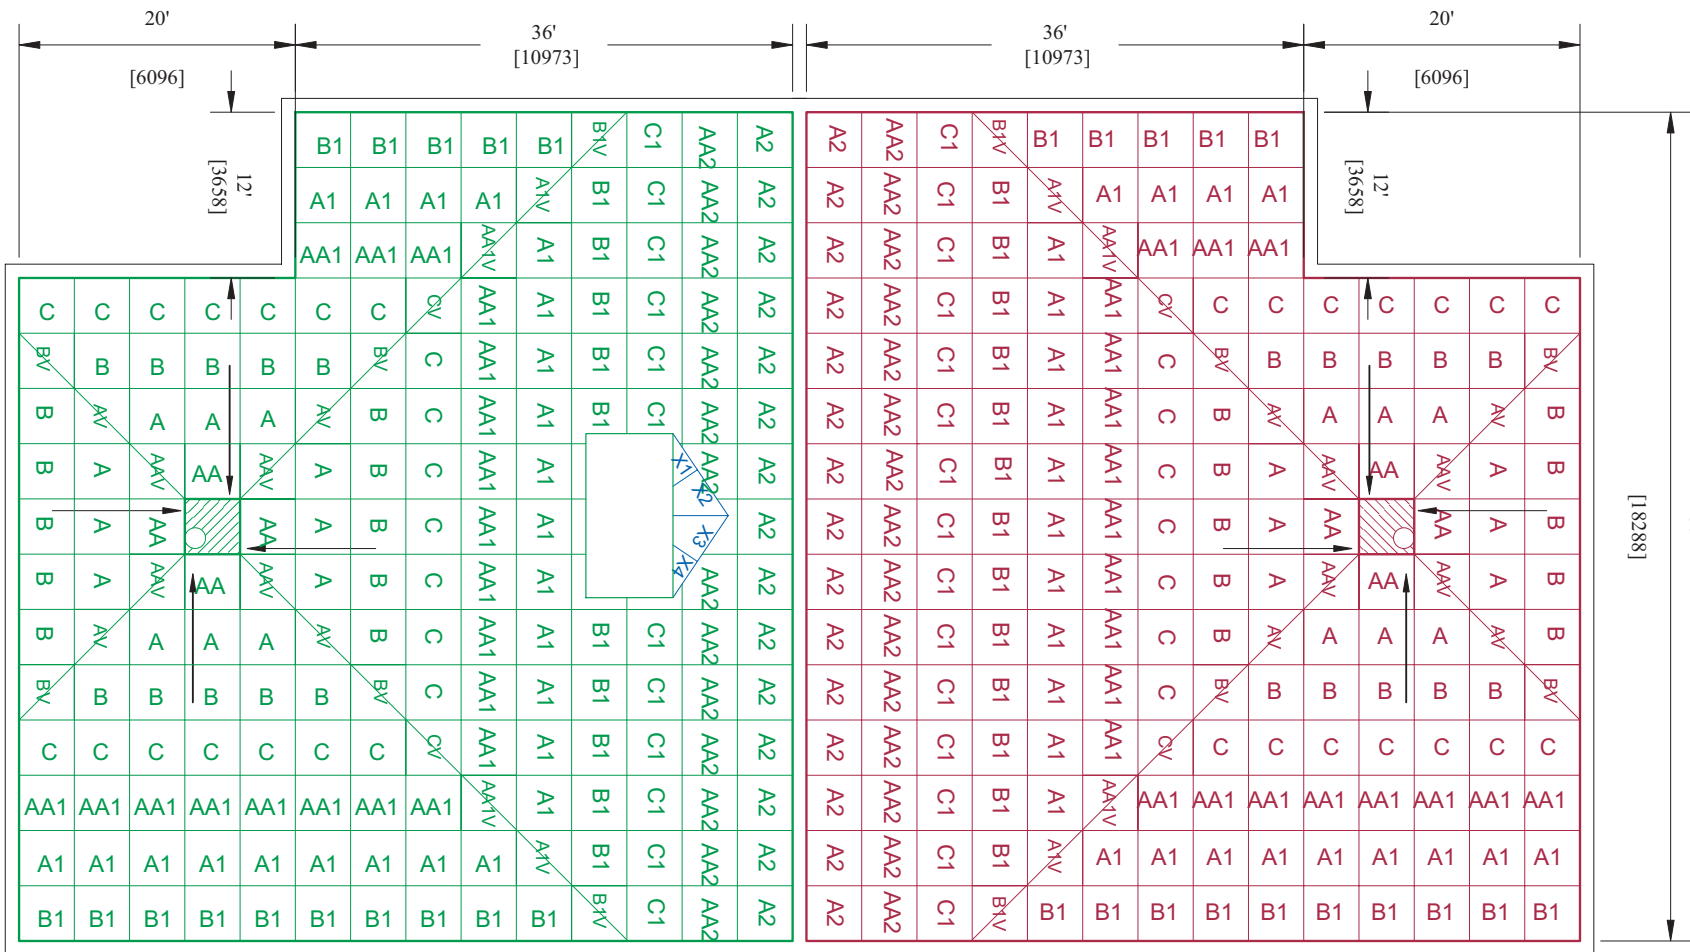 20' 36' 36' 20'
[6096] [10973] [10973] [6096]
12' 12'
[3658] [3658]
B1 B1 B1 B1 B1 B1V C1 AA2 A2 A2 AA2 C1 B1V B1 B1 B1 B1 B1
A1 A1 A1 A1 A1V B1 C1 AA2 A2 A2 AA2 C1 B1 A1V A1 A1 A1 A1
AA1 AA1 AA1 AA1V A1 B1 C1 AA2 A2 A2 AA2 C1 B1 A1 AA1V AA1 AA1 AA1
C C C C C C C CV AA1 A1 B1 C1 AA2 A2 A2 AA2 C1 B1 A1 AA1 CV C C C C C C C
BV B B B B B BV C AA1 A1 B1 C1 AA2 A2 A2 AA2 C1 B1 A1 AA1 C BV B B B B B BV
B AV A A A AV B C AA1 A1 B1 C1 AA2 A2 A2 AA2 C1 B1 A1 AA1 C B AV A A A AV B
B A AAV AA AAV A B C AA1 A1 X1 AA2 A2 A2 AA2 C1 B1 A1 AA1 C B A AAV AA AAV A B
B A AA AA A B C AA1 A1 X2 X3 A2 A2 AA2 C1 B1 A1 AA1 C B A AA AA A B
[18288]
B A AAV AA AAV A B C AA1 A1 X4 AA2 A2 A2 AA2 C1 B1 A1 AA1 C B A AAV AA AAV A B
B AV A A A AV B C AA1 A1 B1 C1 AA2 A2 A2 AA2 C1 B1 A1 AA1 C B AV A A A AV B
BV B B B B B BV C AA1 A1 B1 C1 AA2 A2 A2 AA2 C1 B1 A1 AA1 C BV B B B B B BV
C C C C C C C CV AA1 A1 B1 C1 AA2 A2 A2 AA2 C1 B1 A1 AA1 CV C C C C C C C
AA1 AA1 AA1 AA1 AA1 AA1 AA1 AA1 AA1V A1 B1 C1 AA2 A2 A2 AA2 C1 B1 A1 AA1V AA1 AA1 AA1 AA1 AA1 AA1 AA1 AA1
A1 A1 A1 A1 A1 A1 A1 A1 A1 A1V B1 C1 AA2 A2 A2 AA2 C1 B1 A1V A1 A1 A1 A1 A1 A1 A1 A1 A1
B1 B1 B1 B1 B1 B1 B1 B1 B1 B1 B1V C1 AA2 A2 A2 AA2 C1 B1V B1 B1 B1 B1 B1 B1 B1 B1 B1 B1